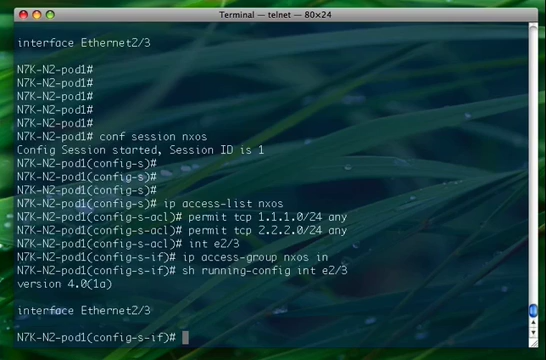 Terminal — telnet — 80×24
interface Ethernet2/3
N7K-N2-pod1#
N7K-N2-pod1#
N7K-N2-pod1#
N7K-N2-pod1#
N7K-N2-pod1#
N7K-N2-pod1# conf session nxos
Config Session started, Session ID is 1
N7K-N2-pod1(config-s)#
N7K-N2-pod1(config-s)#
N7K-N2-pod1(config-s)#
N7K-N2-pod1(config-s)# ip access-list nxos
N7K-N2-pod1(config-s-acl)# permit tcp 1.1.1.0/24 any
N7K-N2-pod1(config-s-acl)# permit tcp 2.2.2.0/24 any
N7K-N2-pod1(config-s-acl)# int e2/3
N7K-N2-pod1(config-s-if)# ip access-group nxos in
N7K-N2-pod1(config-s-if)# sh running-config int e2/3
version 4.0(1a)
interface Ethernet2/3
N7K-N2-pod1(config-s-if)#